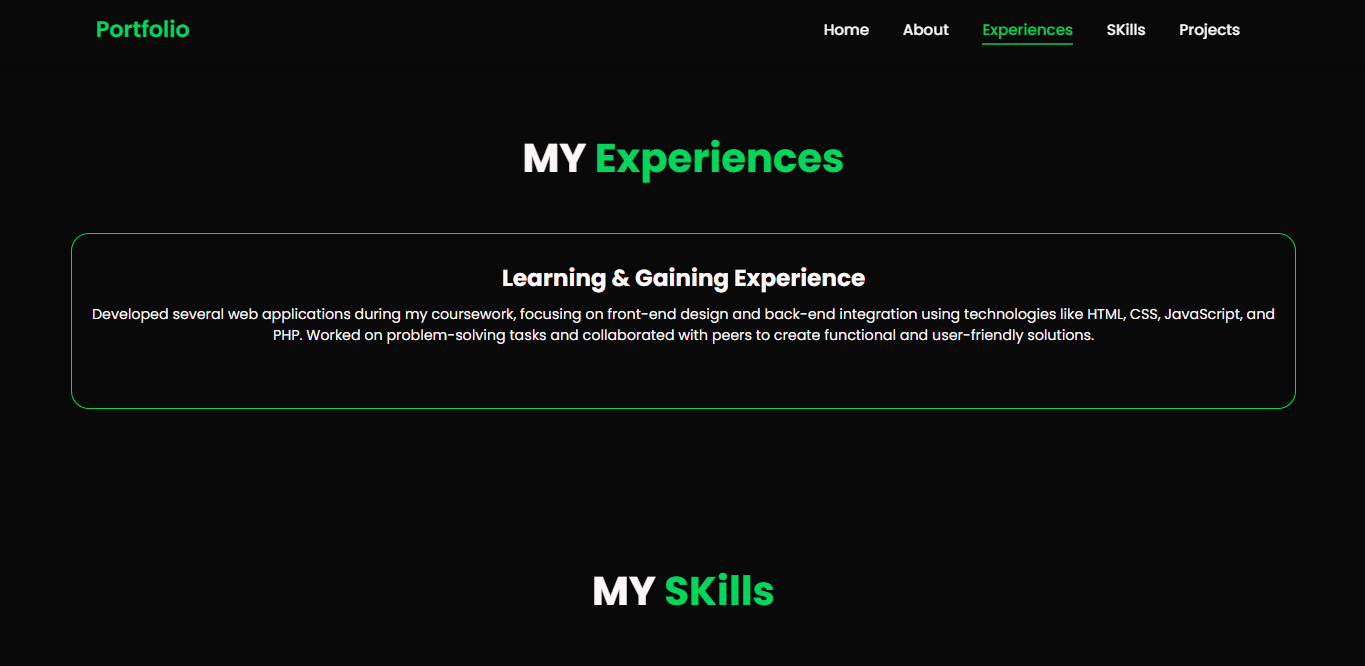 Portfolio
Home About Experiences SKills Projects
MY Experiences
Learning & Gaining Experience
Developed several web applications during my coursework, focusing on front-end design and back-end integration using technologies like HTML, CSS, JavaScript, and
PHP. Worked on problem-solving tasks and collaborated with peers to create functional and user-friendly solutions.
MY SKills